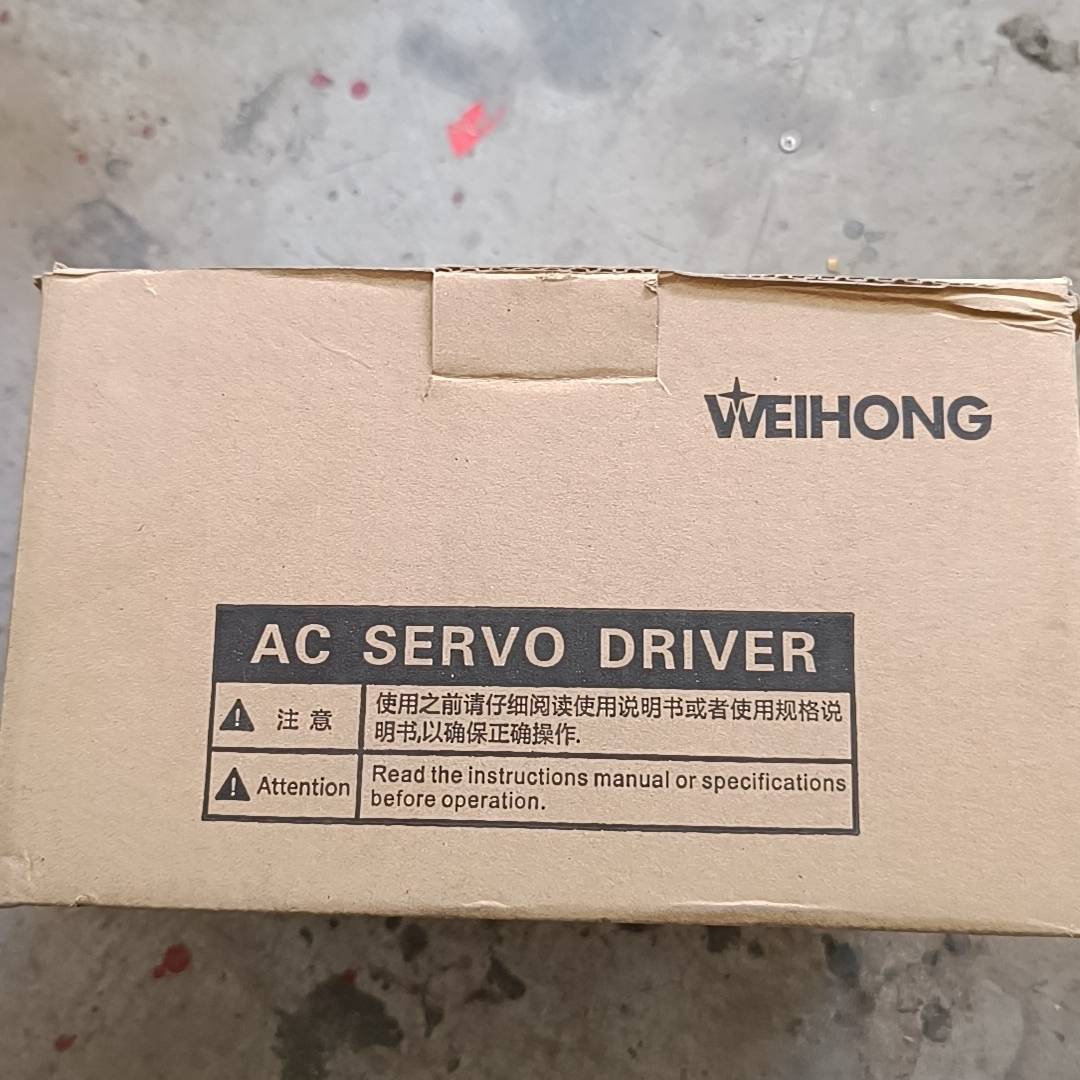 WEIHONG
AC SERVO DRIVER
注意
使用之前请仔细阅读使用说明书或者使用规格说
明书,以确保正确操作.
Attention
Read the instructions manual or specifications
before operation.